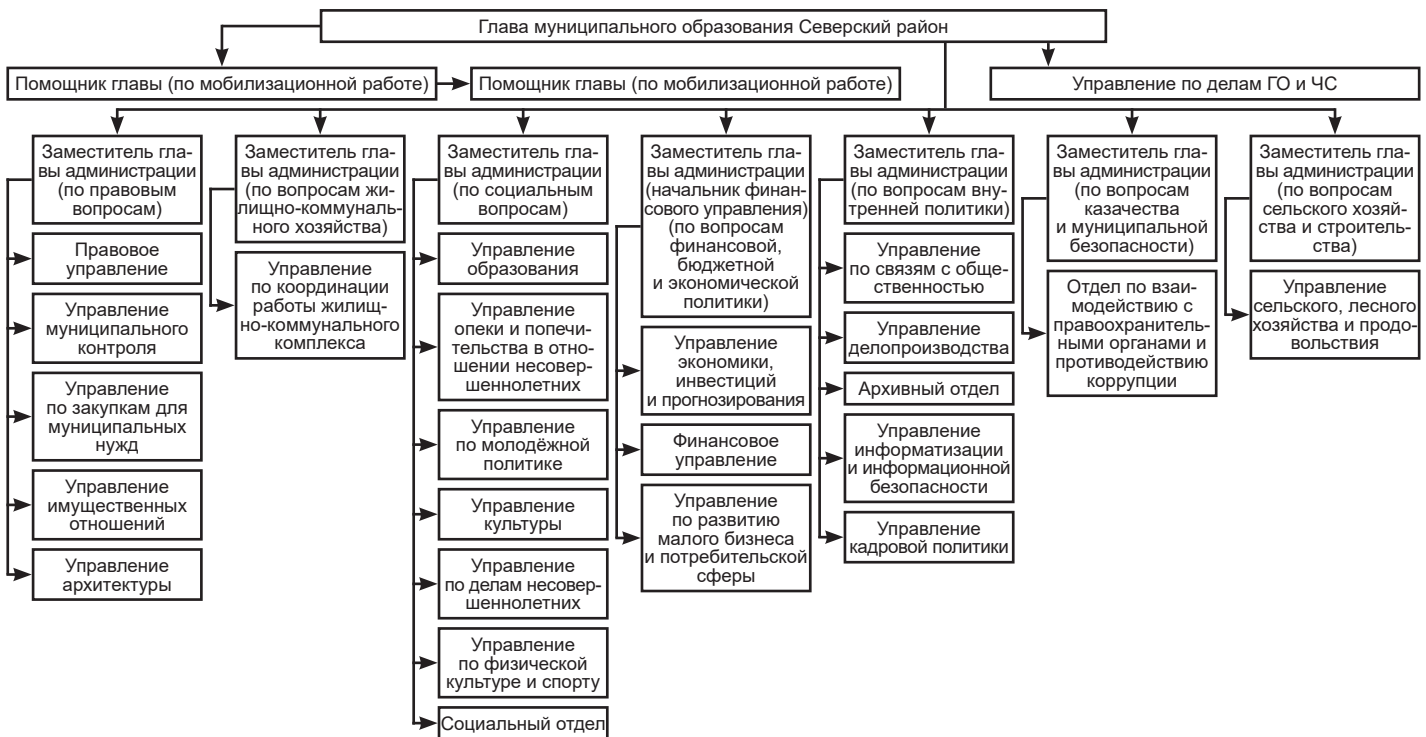 Глава муниципального образования Северский район
Помощник главы (по мобилизационной работе)
Помощник главы (по мобилизационной работе)
Управление по делам ГО и ЧС
Заместитель гла-
вы администрации
(по правовым
вопросам)
Правовое
управление
Управление
муниципального
контроля
Управление
по закупкам для
муниципальных
нужд
Управление
имущественных
отношений
Управление
архитектуры
Заместитель гла-
вы администрации
(по вопросам жи-
лищно-коммуналь-
ного хозяйства)
Управление
по координации
работы жилищ-
но-коммунального
комплекса
Заместитель гла-
вы администрации
(по социальным
вопросам)
Управление
образования
Управление
опеки и попечи-
тельства в отно-
шении несовер-
шеннолетних
Управление
по молодёжной
политике
Управление
культуры
Управление
по делам несовер-
шеннолетних
Управление
по физической
культуре и спорту
Социальный отдел
Заместитель гла-
вы администрации
(начальник финан-
сового управления)
(по вопросам
финансовой,
бюджетной
и экономической
политики)
Управление
экономики,
инвестиций
и прогнозирования
Финансовое
управление
Управление
по развитию
малого бизнеса
и потребительской
сферы
Заместитель гла-
вы администрации
(по вопросам вну-
тренней политики)
Управление
по связям с обще-
ственностью
Управление
делопроизводства
Архивный отдел
Управление
информатизации
и информационной
безопасности
Управление
кадровой политики
Заместитель гла-
вы администрации
(по вопросам
казачества
и муниципальной
безопасности)
Отдел по взаи-
модействию с
правоохранитель-
ными органами и
противодействию
коррупции
Заместитель гла-
вы администрации
(по вопросам
сельского хозяй-
ства и строитель-
ства)
Управление
сельского, лесного
хозяйства и продо-
вольствия